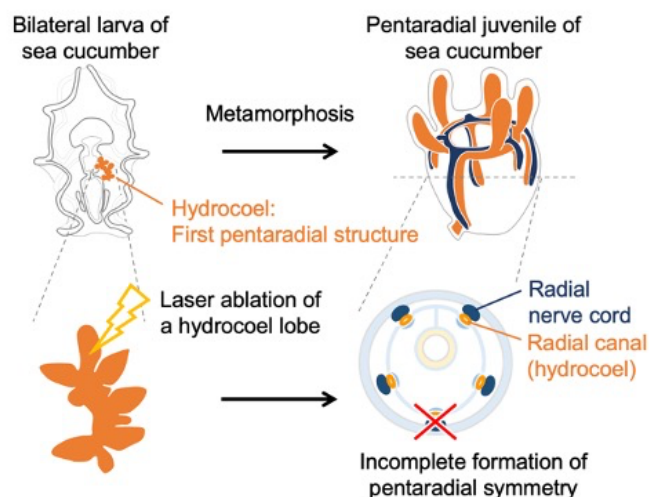 Bilateral larva of
sea cucumber
Pentaradial juvenile of
sea cucumber
Metamorphosis
Hydrocoel:
First pentaradial structure
Laser ablation of
a hydrocoel lobe
Radial
nerve cord
Radial canal
(hydrocoel)
Incomplete formation of
pentaradial symmetry